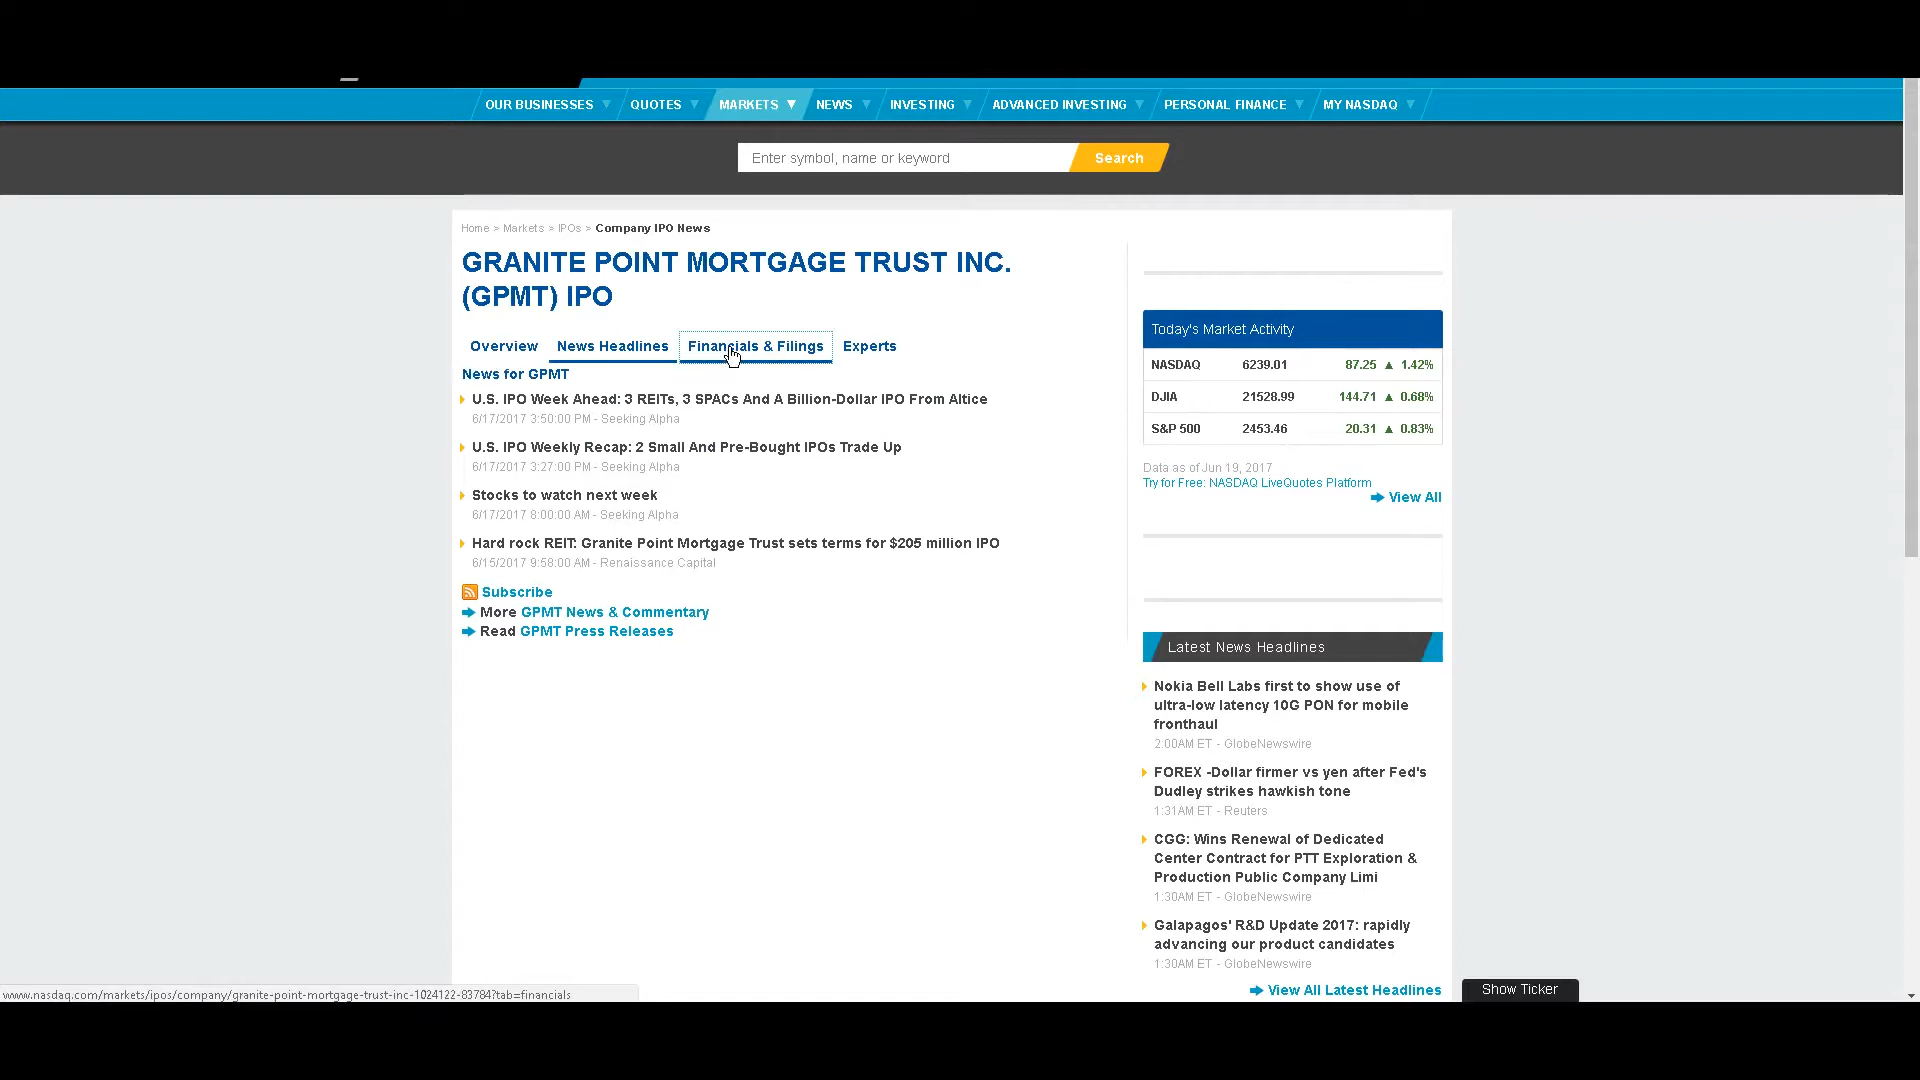 OUR BUSINESSES ▼ QUOTES ▼ MARKETS ▼ NEWS ▼ INVESTING ▼ ADVANCED INVESTING ▼ PERSONAL FINANCE ▼ MY NASDAQ ▼
Enter symbol, name or keyword Search
Home > Markets > IPOs > Company IPO News
GRANITE POINT MORTGAGE TRUST INC.
(GPMT) IPO
Overview News Headlines Financials & Filings Experts
News for GPMT
U.S. IPO Week Ahead: 3 REITs, 3 SPACs And A Billion-Dollar IPO From Altice
6/17/2017 3:50:00 PM - Seeking Alpha
U.S. IPO Weekly Recap: 2 Small And Pre-Bought IPOs Trade Up
6/17/2017 3:27:00 PM - Seeking Alpha
Stocks to watch next week
6/17/2017 8:00:00 AM - Seeking Alpha
Hard rock REIT: Granite Point Mortgage Trust sets terms for $205 million IPO
6/15/2017 9:58:00 AM - Renaissance Capital
Subscribe
More GPMT News & Commentary
Read GPMT Press Releases
Today's Market Activity
NASDAQ 6239.01 87.25 ▲ 1.42%
DJIA 21528.99 144.71 ▲ 0.68%
S&P 500 2453.46 20.31 ▲ 0.83%
Data as of Jun 19, 2017
Try for Free: NASDAQ LiveQuotes Platform
View All
Latest News Headlines
Nokia Bell Labs first to show use of
ultra-low latency 10G PON for mobile
fronthaul
2:00AM ET - GlobeNewswire
FOREX -Dollar firmer vs yen after Fed's
Dudley strikes hawkish tone
1:31AM ET - Reuters
CGG: Wins Renewal of Dedicated
Center Contract for PTT Exploration &
Production Public Company Limi
1:30AM ET - GlobeNewswire
Galapagos' R&D Update 2017: rapidly
advancing our product candidates
1:30AM ET - GlobeNewswire
View All Latest Headlines
Show Ticker
www.nasdaq.com/markets/ipos/company/granite-point-mortgage-trust-inc-1024122-83784?tab=financials